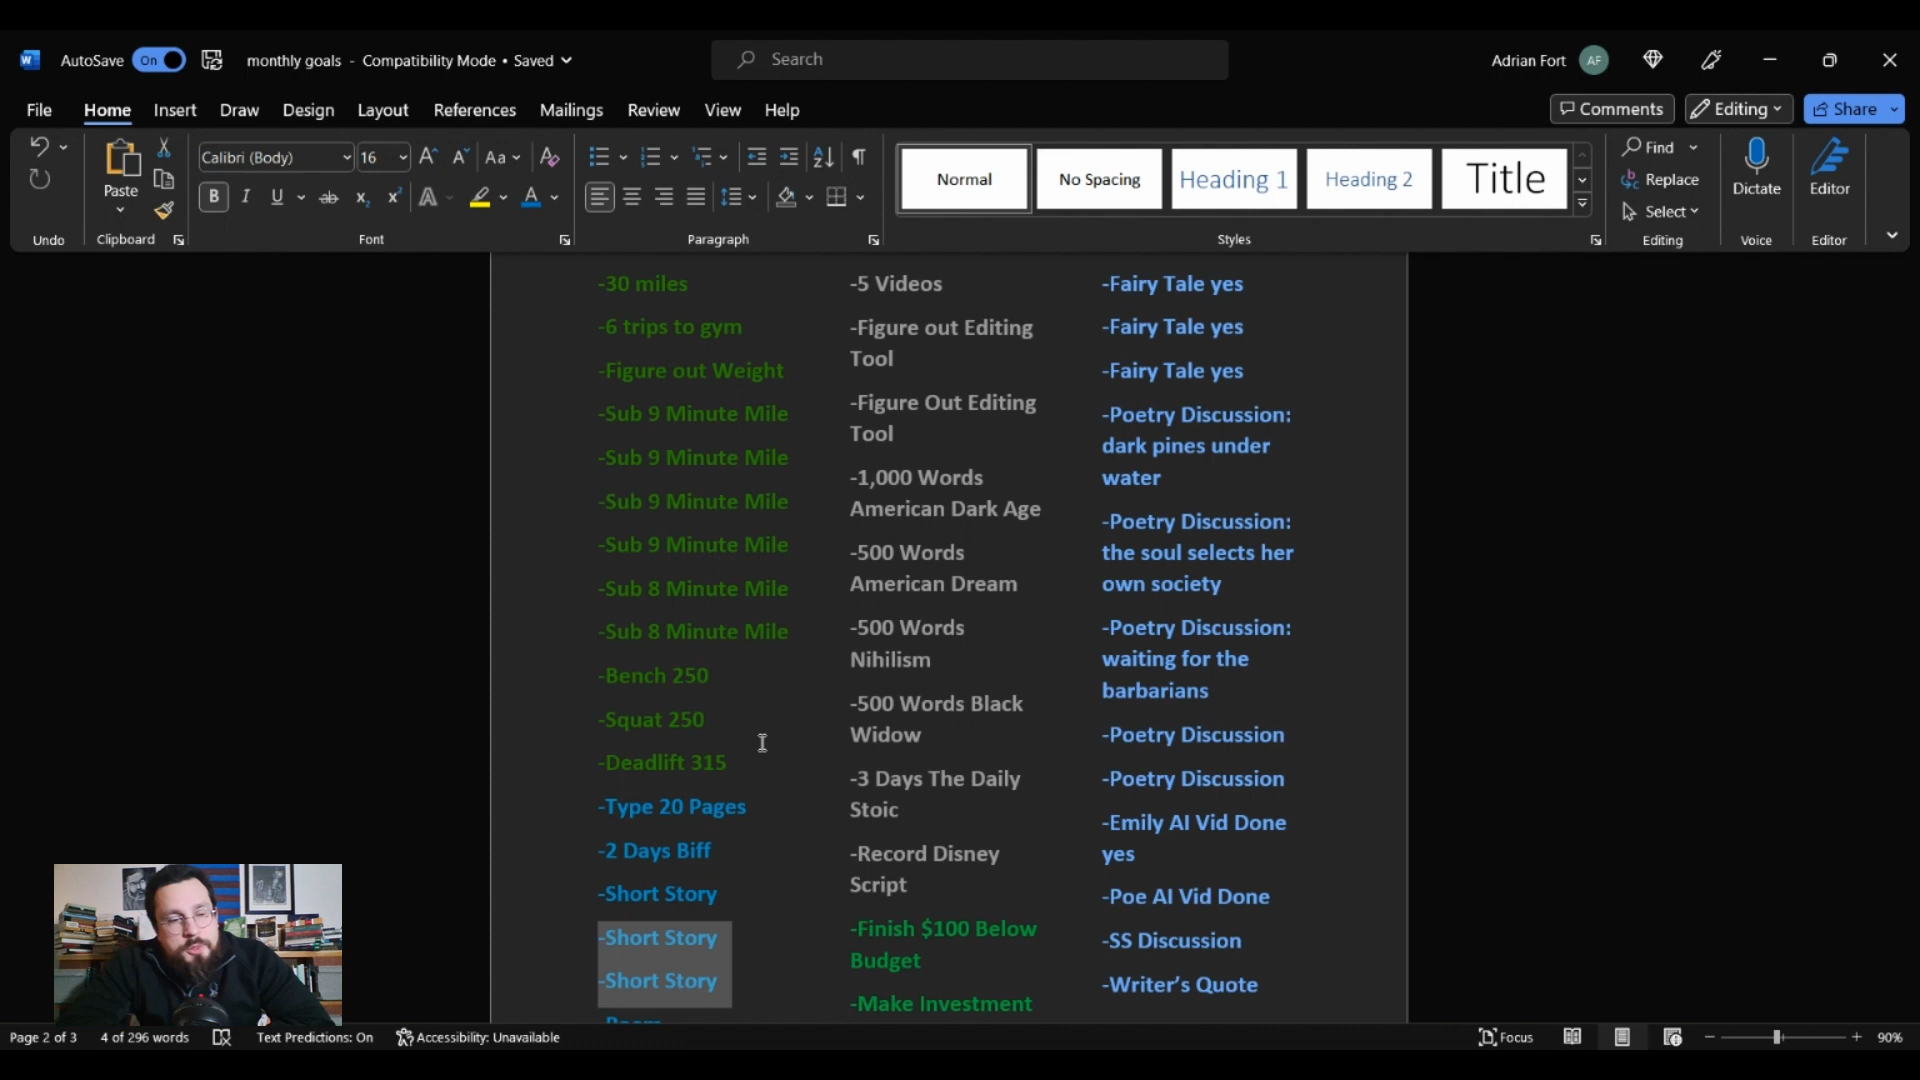 AutoSave On monthly goals - Compatibility Mode • Saved Search Adrian Fort AF
File Home Insert Draw Design Layout References Mailings Review View Help Comments Editing Share
Calibri (Body) 16 Aa
Paste
B I U ab x₂ x² A A
Normal No Spacing Heading 1 Heading 2 Title
Find
Replace
Select
Dictate
Editor
Undo Clipboard Font Paragraph Styles Editing Voice Editor
-30 miles
-6 trips to gym
-Figure out Weight
-Sub 9 Minute Mile
-Sub 9 Minute Mile
-Sub 9 Minute Mile
-Sub 9 Minute Mile
-Sub 8 Minute Mile
-Sub 8 Minute Mile
-Bench 250
-Squat 250
-Deadlift 315
-Type 20 Pages
-2 Days Biff
-Short Story
-Short Story
-Short Story
-5 Videos
-Figure out Editing
Tool
-Figure Out Editing
Tool
-1,000 Words
American Dark Age
-500 Words
American Dream
-500 Words
Nihilism
-500 Words Black
Widow
-3 Days The Daily
Stoic
-Record Disney
Script
-Finish $100 Below
Budget
-Make Investment
-Fairy Tale yes
-Fairy Tale yes
-Fairy Tale yes
-Poetry Discussion:
dark pines under
water
-Poetry Discussion:
the soul selects her
own society
-Poetry Discussion:
waiting for the
barbarians
-Poetry Discussion
-Poetry Discussion
-Emily AI Vid Done
yes
-Poe AI Vid Done
-SS Discussion
-Writer's Quote
Page 2 of 3 4 of 296 words Text Predictions: On Accessibility: Unavailable Focus 90%